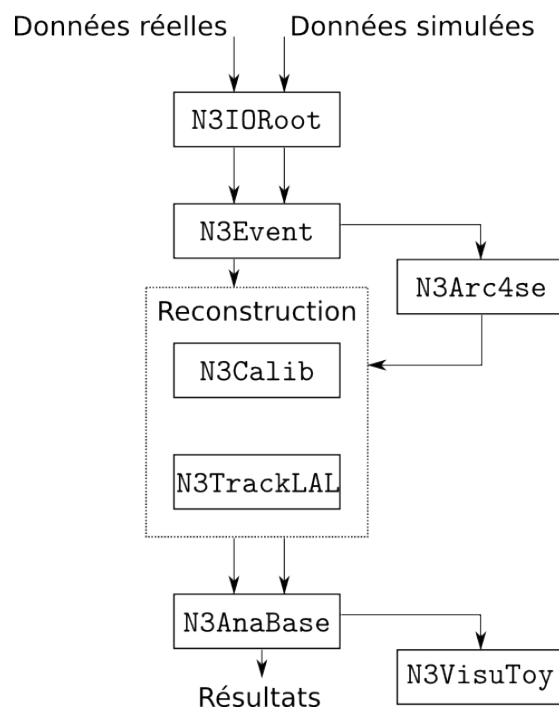 Données réelles
Données simulées
N3IORoot
N3Event
N3Arc4se
Reconstruction
N3Calib
N3TrackLAL
N3AnaBase
N3VisuToy
Résultats